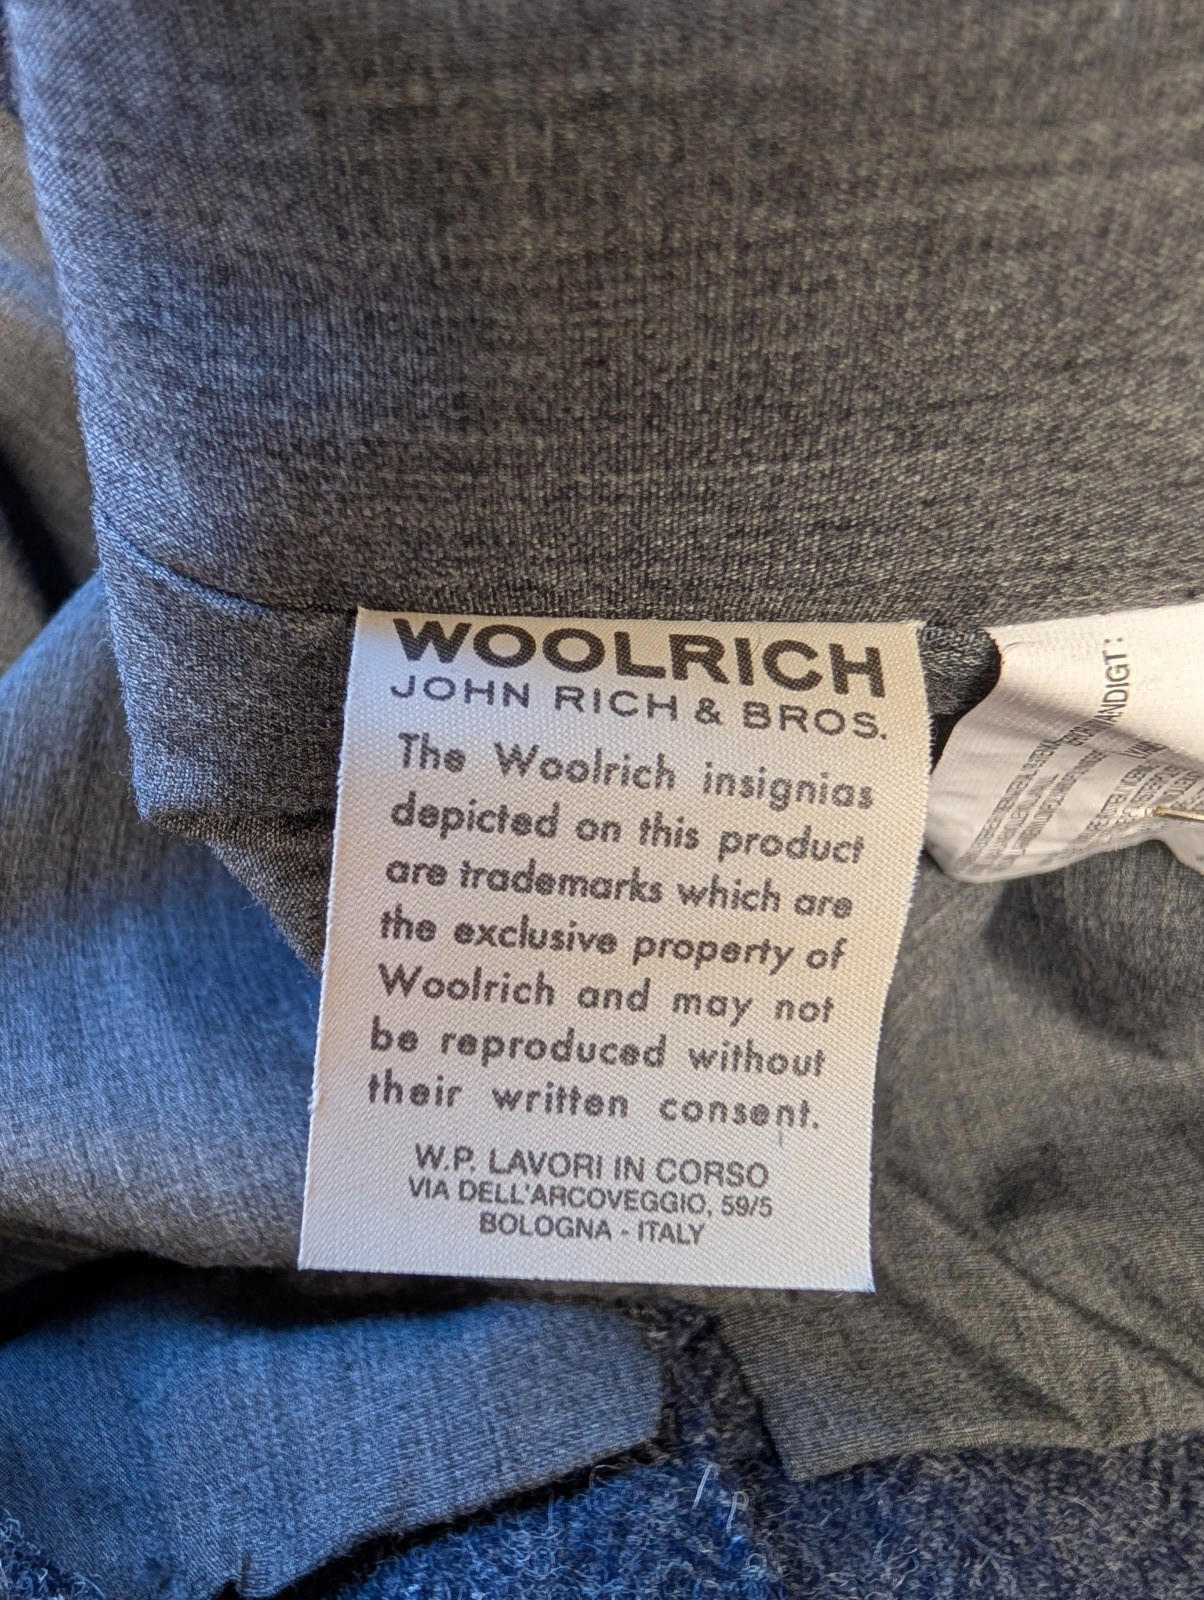 WOOLRICH
JOHN RICH & BROS.
The Woolrich insignias
depicted on this product
are trademarks which are
the exclusive property of
Woolrich and may not
be reproduced without
their written consent.
W.P. LAVORI IN CORSO
VIA DELL'ARCOVEGGIO, 59/5
BOLOGNA - ITALY